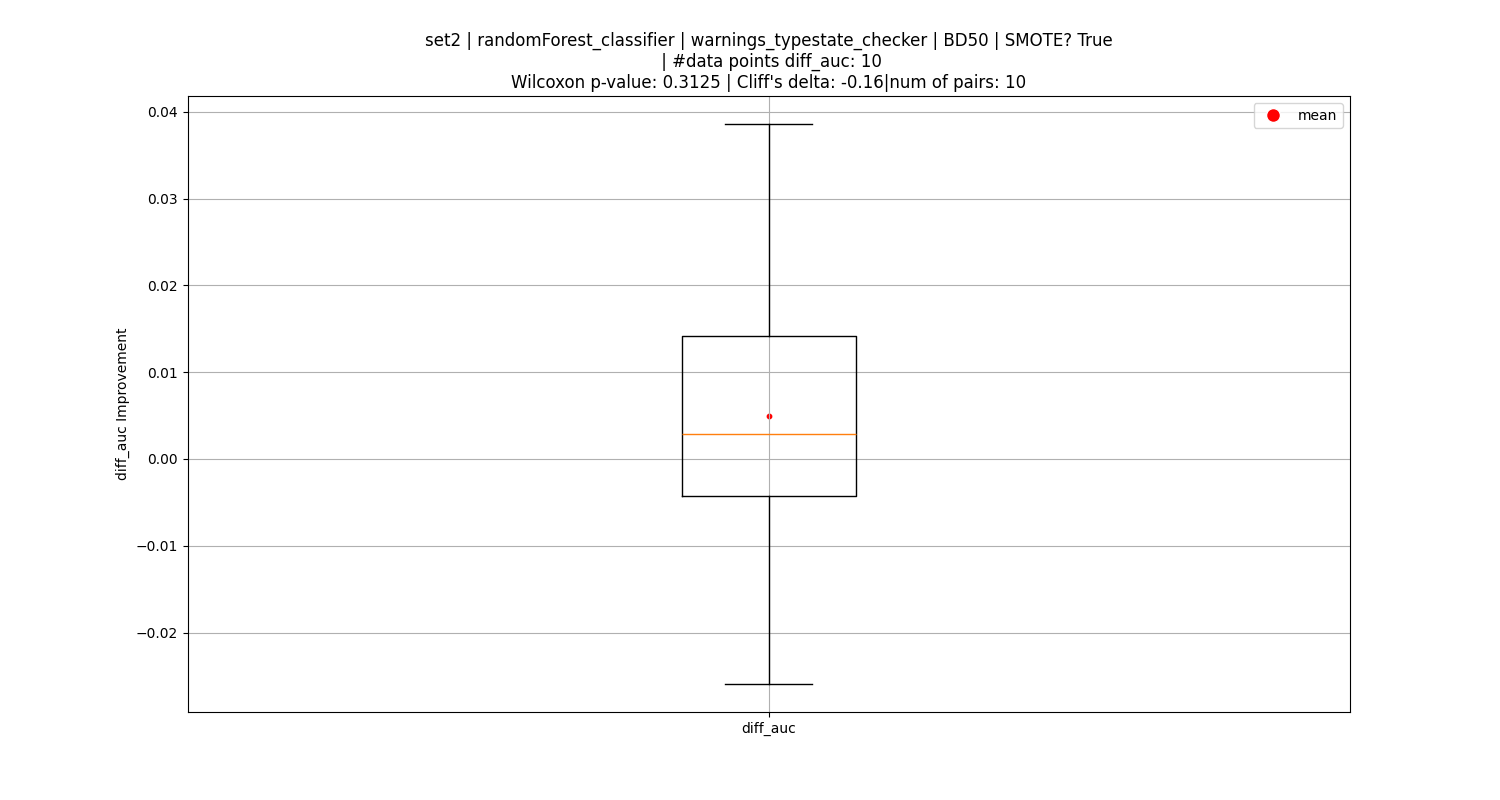 set2 | randomForest_classifier | warnings_typestate_checker | BD50 | SMOTE? True
| #data points diff_auc: 10
Wilcoxon p-value: 0.3125 | Cliff's delta: -0.16|num of pairs: 10
mean
0.04
0.03
0.02
0.01
0.00
−0.01
−0.02
diff_auc Improvement
diff_auc